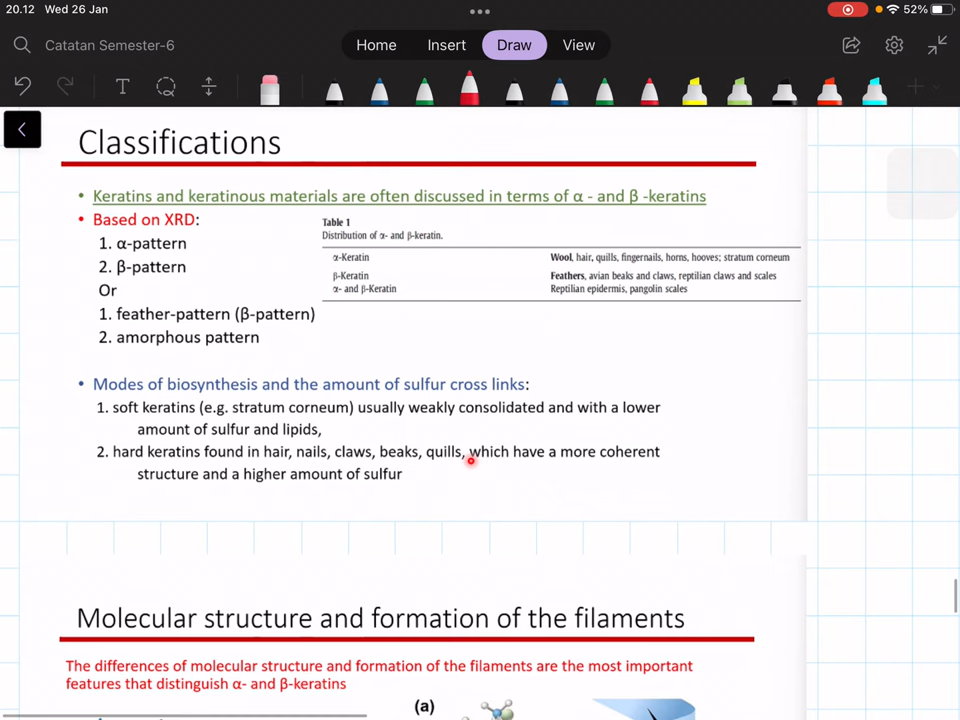 20.12 Wed 26 Jan
52%
Catatan Semester-6
Home Insert Draw View
T
Classifications
• Keratins and keratinous materials are often discussed in terms of α - and β -keratins
• Based on XRD:
1. α-pattern
2. β-pattern
Or
1. feather-pattern (β-pattern)
2. amorphous pattern
Table 1
Distribution of α- and β-keratin.
α-Keratin Wool, hair, quills, fingernails, horns, hooves; stratum corneum
β-Keratin Feathers, avian beaks and claws, reptilian claws and scales
α- and β-Keratin Reptilian epidermis, pangolin scales
• Modes of biosynthesis and the amount of sulfur cross links:
1. soft keratins (e.g. stratum corneum) usually weakly consolidated and with a lower
amount of sulfur and lipids,
2. hard keratins found in hair, nails, claws, beaks, quills, which have a more coherent
structure and a higher amount of sulfur
Molecular structure and formation of the filaments
The differences of molecular structure and formation of the filaments are the most important
features that distinguish α- and β-keratins
(a)